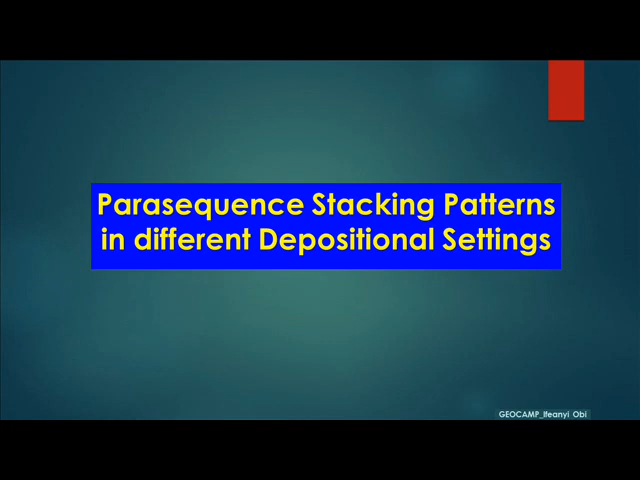 Parasequence Stacking Patterns
in different Depositional Settings
GEOCAMP_Ifeanyi Obi